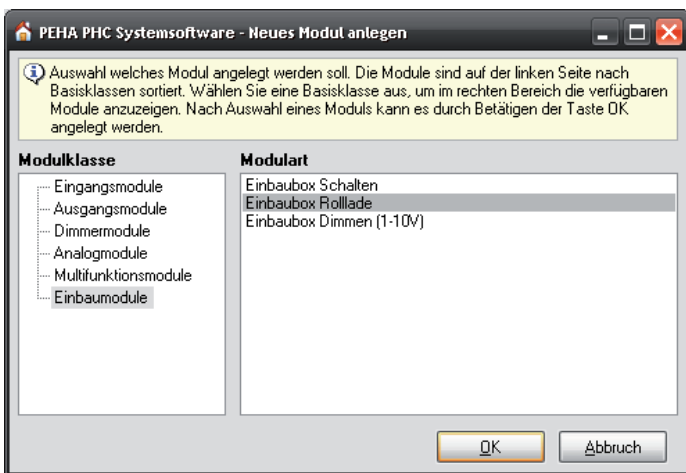 PEHA PHC Systemsoftware - Neues Modul anlegen
Auswahl welches Modul angelegt werden soll. Die Module sind auf der linken Seite nach
Basisklassen sortiert. Wählen Sie eine Basisklasse aus, um im rechten Bereich die verfügbaren
Module anzuzeigen. Nach Auswahl eines Moduls kann es durch Betätigen der Taste OK
angelegt werden.
Modulklasse
Eingangsmodule
Ausgangsmodule
Dimmermodule
Analogmodule
Multifunktionsmodule
Einbaumodule
Modulart
Einbaubox Schalten
Einbaubox Rolllade
Einbaubox Dimmen (1-10V)
OK
Abbruch